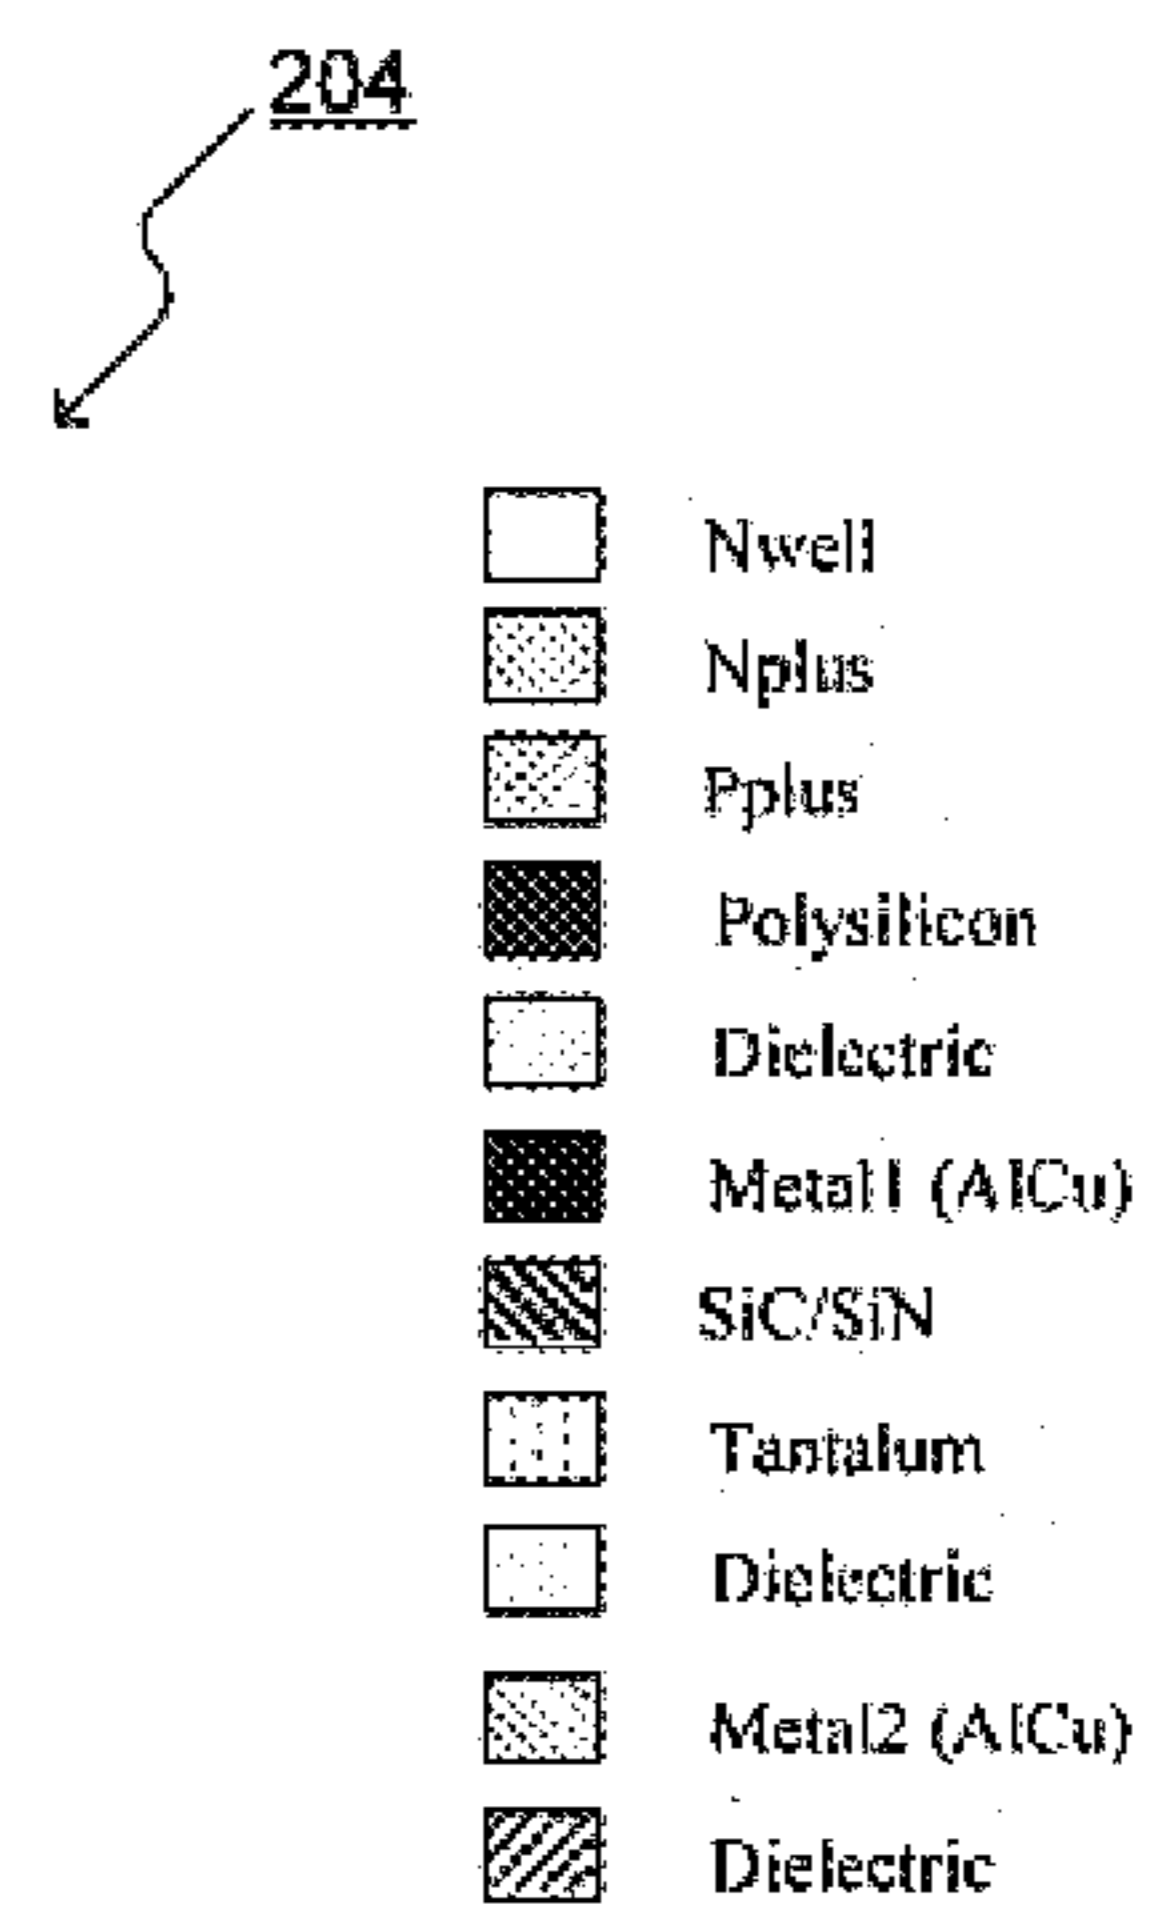 204
Nwell
Nplus
Pplus
Polysilicon
Dielectric
Metal1 (AlCu)
SiC/SiN
Tantalum
Dielectric
Metal2 (AlCu)
Dielectric